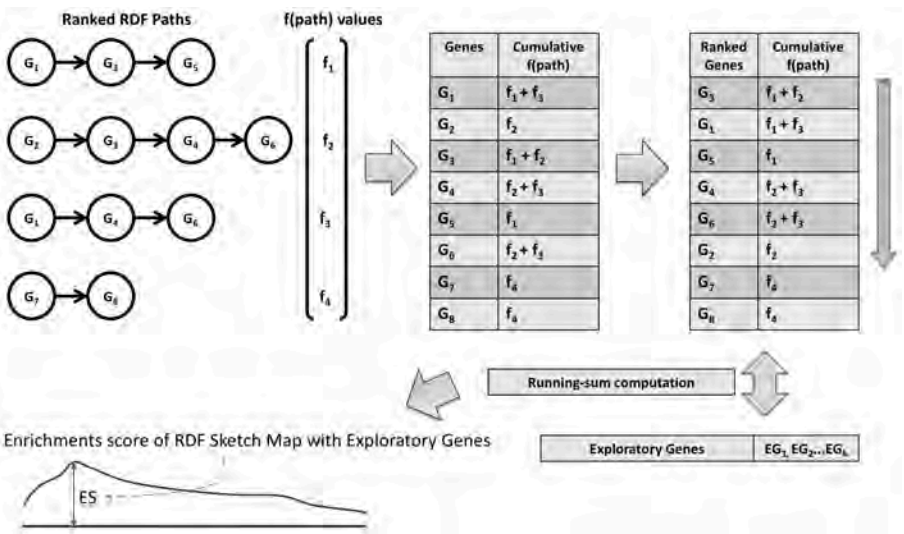 Ranked RDF Paths
f(path) values
G₁ G₃ G₅
f₁
G₂ G₃ G₄ G₆
f₂
G₁ G₄ G₆
f₃
G₇ G₈
f₄
Genes Cumulative f(path)
G₁ f₁ + f₃
G₂ f₂
G₃ f₁ + f₂
G₄ f₂ + f₃
G₅ f₁
G₆ f₂ + f₃
G₇ f₄
G₈ f₄
Ranked Genes Cumulative f(path)
G₃ f₁ + f₂
G₁ f₁ + f₃
G₅ f₁
G₄ f₂ + f₃
G₆ f₂ + f₃
G₂ f₂
G₇ f₄
G₈ f₄
Running-sum computation
Exploratory Genes EG₁, EG₂...EGₖ
Enrichments score of RDF Sketch Map with Exploratory Genes
ES